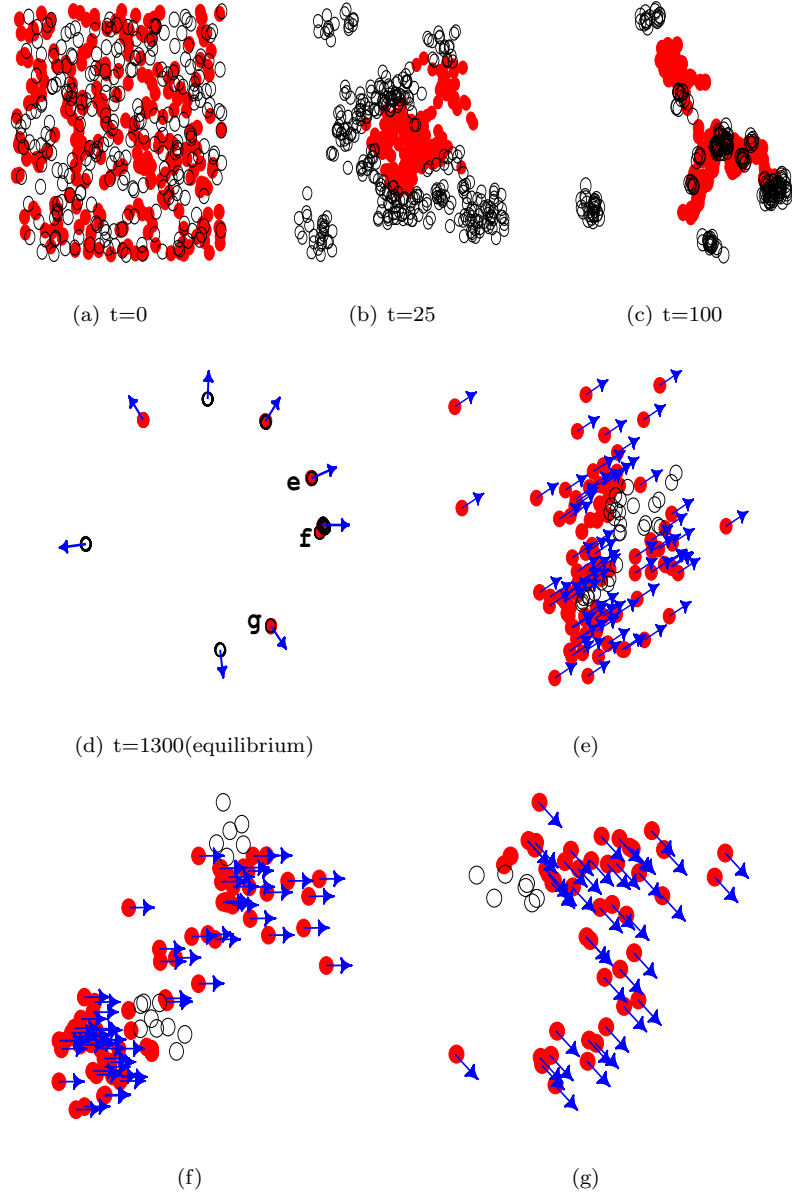 (a) t=0
(b) t=25
(c) t=100
e
f
g
(d) t=1300(equilibrium)
(e)
(f)
(g)